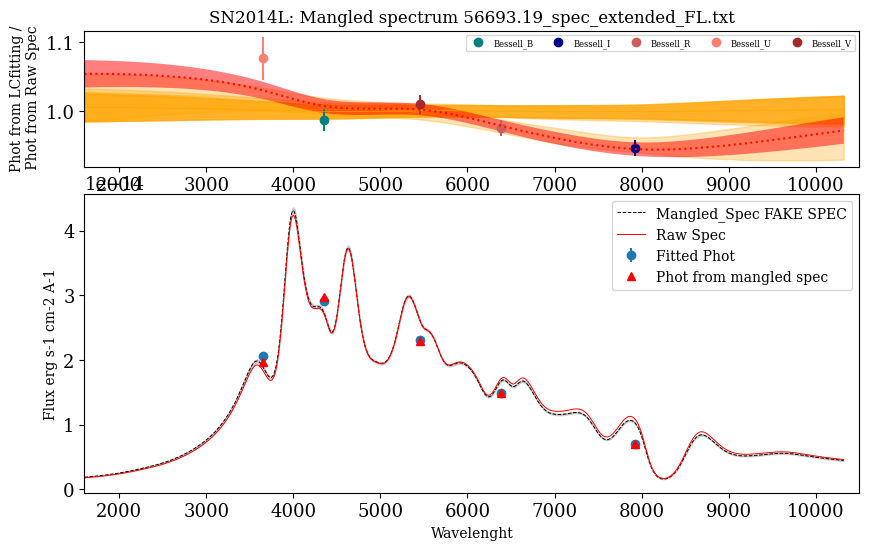 SN2014L: Mangled spectrum 56693.19_spec_extended_FL.txt
Phot from LCfitting /
Phot from Raw Spec
1.1
1.0
Bessell_B Bessell_I Bessell_R Bessell_U Bessell_V
2000 3000 4000 5000 6000 7000 8000 9000 10000
1e−14
Flux erg s-1 cm-2 A-1
4
3
2
1
0
Mangled_Spec FAKE SPEC
Raw Spec
Fitted Phot
Phot from mangled spec
2000 3000 4000 5000 6000 7000 8000 9000 10000
Wavelenght